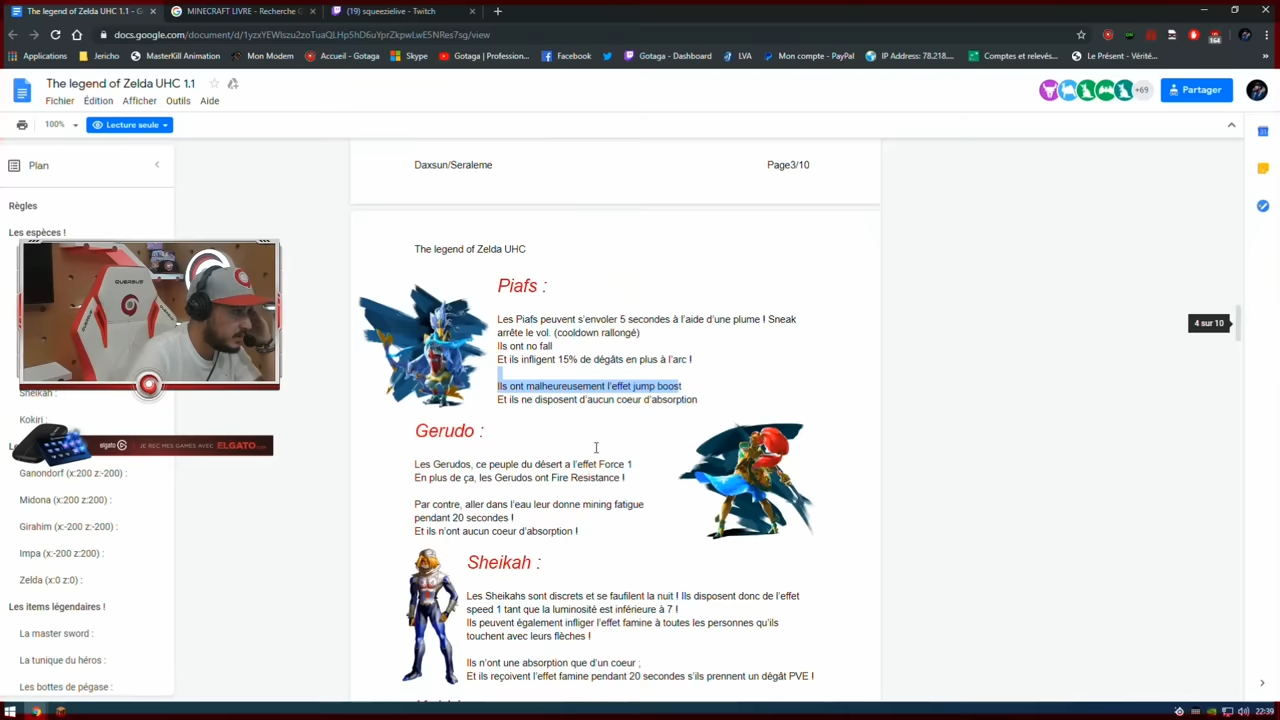 The legend of Zelda UHC 1.1 - G
MINECRAFT LIVRE - Recherche G
(19) squeezielive - Twitch
docs.google.com/document/d/1yzxYEWIszu2zoTuaQLHp5hD6uYprZkpwLwE5NRes7sg/view
Applications
Jericho
MasterKill Animation
Mon Modem
Accueil - Gotaga
Skype
Gotaga | Profession...
Facebook
Gotaga - Dashboard
LVA
Mon compte - PayPal
IP Address: 78.218....
Comptes et relevés...
Le Présent - Vérité...
164
The legend of Zelda UHC 1.1
Fichier Édition Afficher Outils Aide
+69
Partager
100%
Lecture seule
Plan
Règles
Les espèces !
Sheikah :
Kokiri :
Ganondorf (x:200 z:-200) :
Midona (x:200 z:200) :
Girahim (x:-200 z:-200) :
Impa (x:-200 z:200) :
Zelda (x:0 z:0) :
Les items légendaires !
La master sword :
La tunique du héros :
Les bottes de pégase :
QUERSUS
elgato
JE REC MES GAMES AVEC ELGATO.com
Daxsun/Seraleme
Page3/10
The legend of Zelda UHC
Piafs :
Les Piafs peuvent s'envoler 5 secondes à l'aide d'une plume ! Sneak
arrête le vol. (cooldown rallongé)
Ils ont no fall
Et ils infligent 15% de dégâts en plus à l'arc !
Ils ont malheureusement l'effet jump boost
Et ils ne disposent d'aucun coeur d'absorption
Gerudo :
Les Gerudos, ce peuple du désert a l'effet Force 1
En plus de ça, les Gerudos ont Fire Resistance !
Par contre, aller dans l'eau leur donne mining fatigue
pendant 20 secondes !
Et ils n'ont aucun coeur d'absorption !
Sheikah :
Les Sheikahs sont discrets et se faufilent la nuit ! Ils disposent donc de l'effet
speed 1 tant que la luminosité est inférieure à 7 !
Ils peuvent également infliger l'effet famine à toutes les personnes qu'ils
touchent avec leurs flèches !
Ils n'ont une absorption que d'un coeur ;
Et ils reçoivent l'effet famine pendant 20 secondes s'ils prennent un dégât PVE !
4 sur 10
22:39